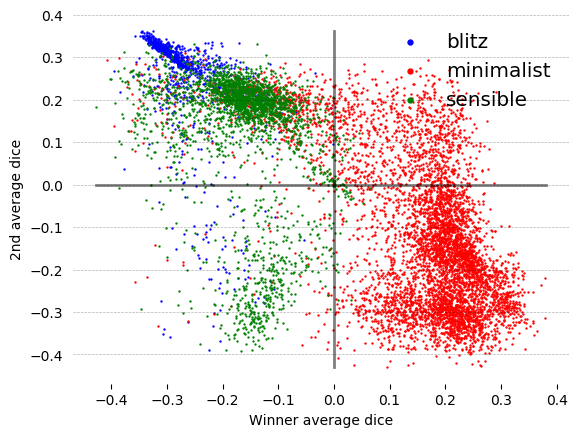 0.4
0.3
0.2
0.1
0.0
−0.1
−0.2
−0.3
−0.4
2nd average dice
blitz
minimalist
sensible
−0.4 −0.3 −0.2 −0.1 0.0 0.1 0.2 0.3 0.4
Winner average dice